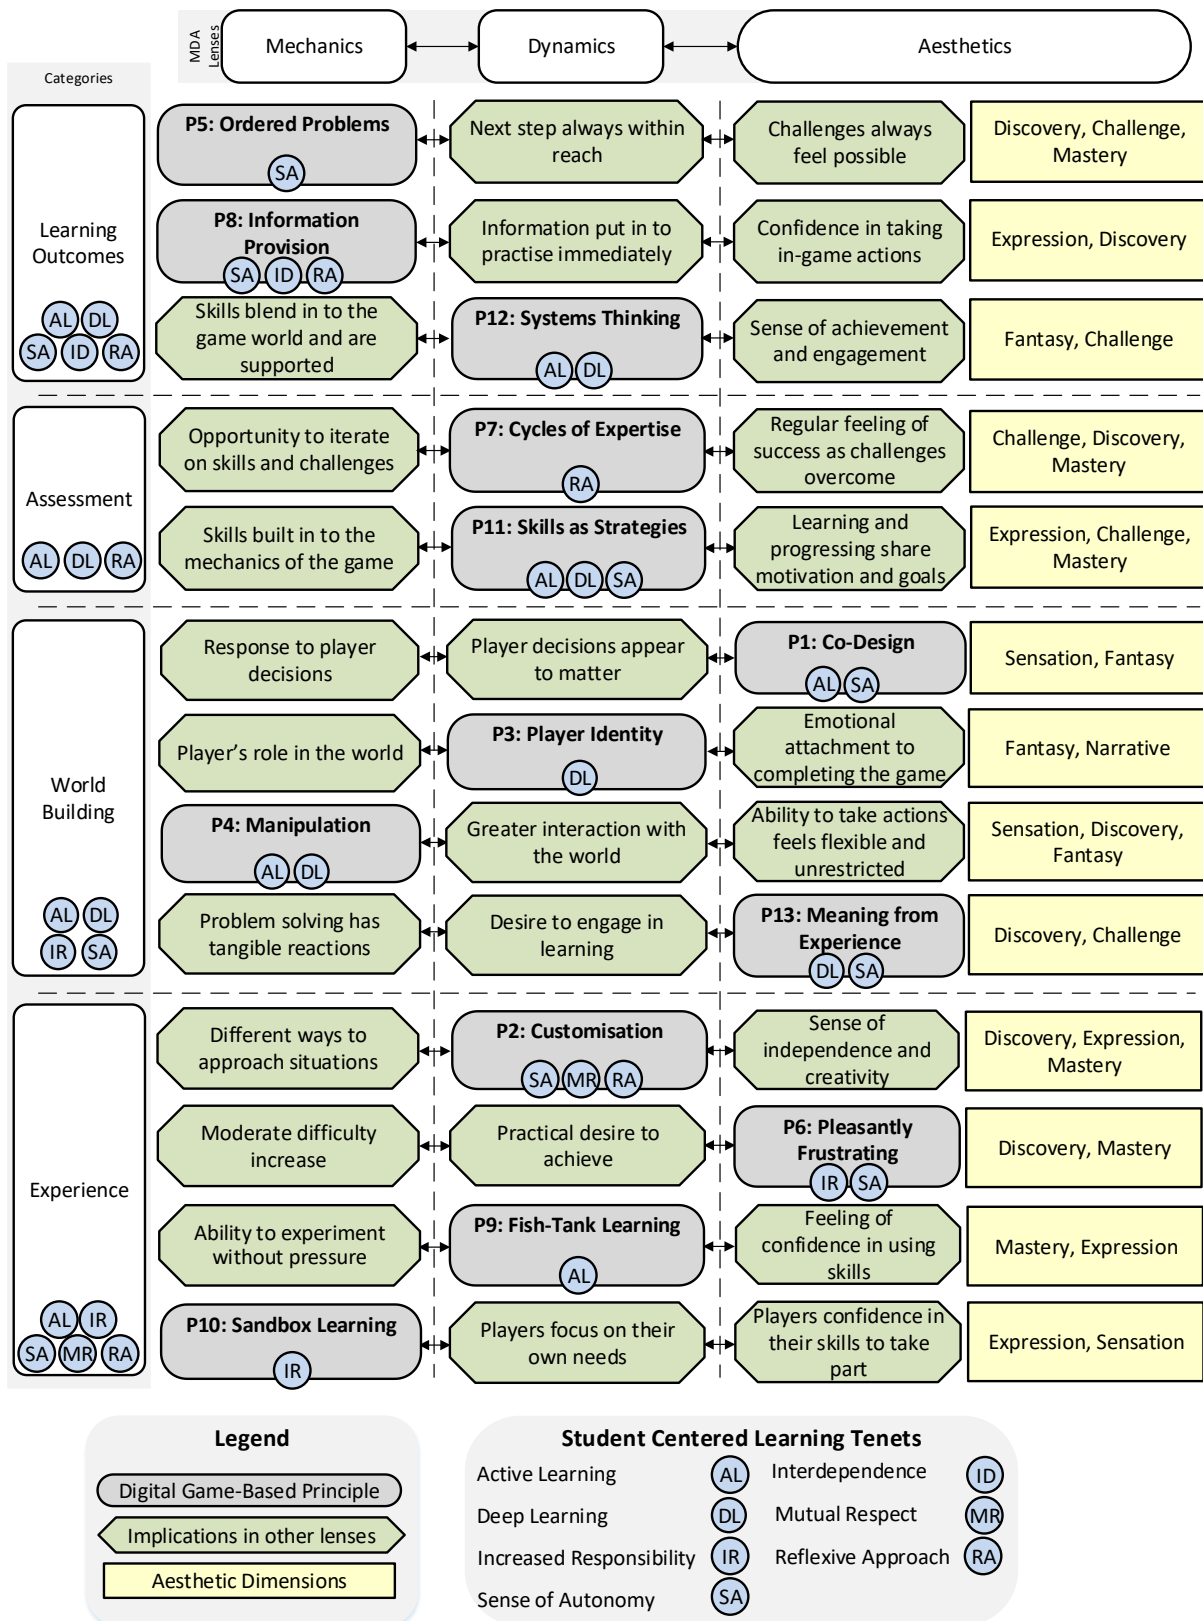 MDA
Lenses
Mechanics
Dynamics
Aesthetics
Categories
Learning
Outcomes
AL DL
SA ID RA
P5: Ordered Problems
SA
Next step always within
reach
Challenges always
feel possible
Discovery, Challenge,
Mastery
P8: Information
Provision
SA ID RA
Information put in to
practise immediately
Confidence in taking
in-game actions
Expression, Discovery
Skills blend in to the
game world and are
supported
P12: Systems Thinking
AL DL
Sense of achievement
and engagement
Fantasy, Challenge
Assessment
AL DL RA
Opportunity to iterate
on skills and challenges
P7: Cycles of Expertise
RA
Regular feeling of
success as challenges
overcome
Challenge, Discovery,
Mastery
Skills built in to the
mechanics of the game
P11: Skills as Strategies
AL DL SA
Learning and
progressing share
motivation and goals
Expression, Challenge,
Mastery
World
Building
AL DL
IR SA
Response to player
decisions
Player decisions appear
to matter
P1: Co-Design
AL SA
Sensation, Fantasy
Player's role in the world
P3: Player Identity
DL
Emotional
attachment to
completing the game
Fantasy, Narrative
P4: Manipulation
AL DL
Greater interaction with
the world
Ability to take actions
feels flexible and
unrestricted
Sensation, Discovery,
Fantasy
Problem solving has
tangible reactions
Desire to engage in
learning
P13: Meaning from
Experience
DL SA
Discovery, Challenge
Experience
AL IR
SA MR RA
Different ways to
approach situations
P2: Customisation
SA MR RA
Sense of
independence and
creativity
Discovery, Expression,
Mastery
Moderate difficulty
increase
Practical desire to
achieve
P6: Pleasantly
Frustrating
IR SA
Discovery, Mastery
Ability to experiment
without pressure
P9: Fish-Tank Learning
AL
Feeling of
confidence in using
skills
Mastery, Expression
P10: Sandbox Learning
IR
Players focus on their
own needs
Players confidence in
their skills to take
part
Expression, Sensation
Legend
Digital Game-Based Principle
Implications in other lenses
Aesthetic Dimensions
Student Centered Learning Tenets
Active Learning AL Interdependence ID
Deep Learning DL Mutual Respect MR
Increased Responsibility IR Reflexive Approach RA
Sense of Autonomy SA